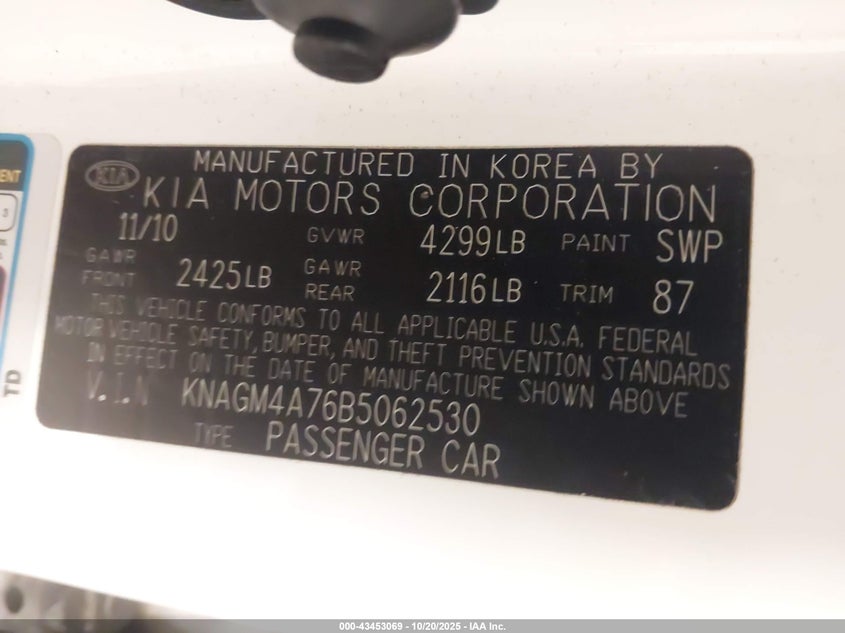 MANUFACTURED IN KOREA BY
KIA
KIA MOTORS CORPORATION
11/10 GVWR 4299LB PAINT SWP
GAWR FRONT 2425LB GAWR REAR 2116LB TRIM 87
THIS VEHICLE CONFORMS TO ALL APPLICABLE U.S.A. FEDERAL
MOTOR VEHICLE SAFETY, BUMPER, AND THEFT PREVENTION STANDARDS
IN EFFECT ON THE DATE OF MANUFACTURE SHOWN ABOVE
V.I.N KNAGM4A76B5062530
TYPE PASSENGER CAR
TD
000-43453069 - 10/20/2025 - IAA Inc.